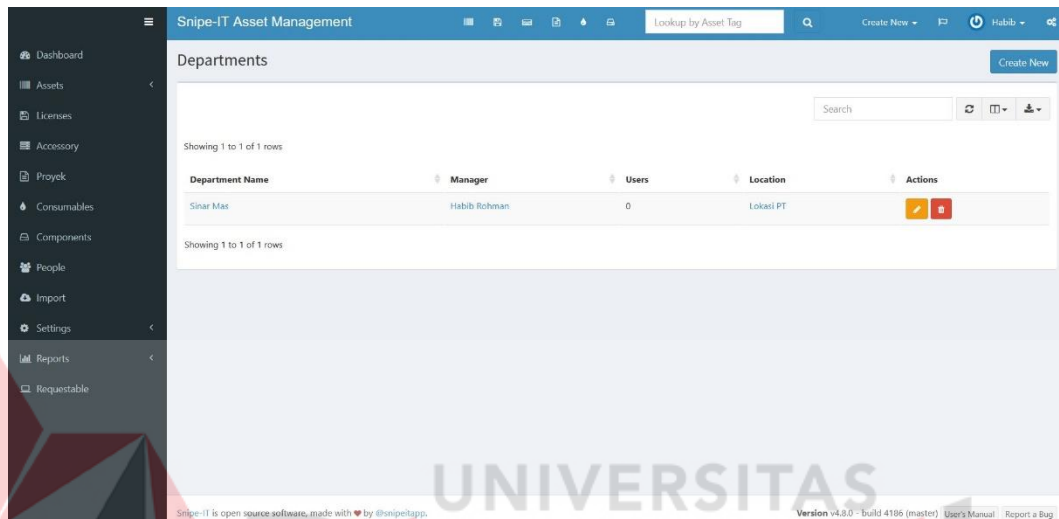 Snipe-IT Asset Management
Lookup by Asset Tag
Create New
Habib
Dashboard
Assets
Licenses
Accessory
Proyek
Consumables
Components
People
Import
Settings
Reports
Requestable
Departments
Create New
Search
Showing 1 to 1 of 1 rows
Department Name Manager Users Location Actions
Sinar Mas Habib Rohman 0 Lokasi PT
Showing 1 to 1 of 1 rows
UNIVERSITAS
Snipe-IT is open source software, made with ♥ by @snipeitapp.
Version v4.8.0 - build 4186 (master) User's Manual Report a Bug